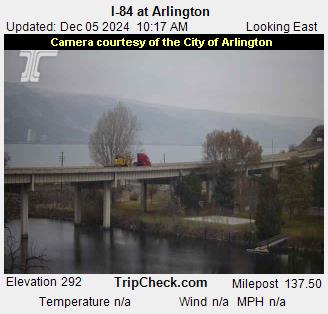 I-84 at Arlington
Updated: Dec 05 2024 10:17 AM Looking East
Camera courtesy of the City of Arlington
Elevation 292 TripCheck.com Milepost 137.50
Temperature n/a Wind n/a MPH n/a